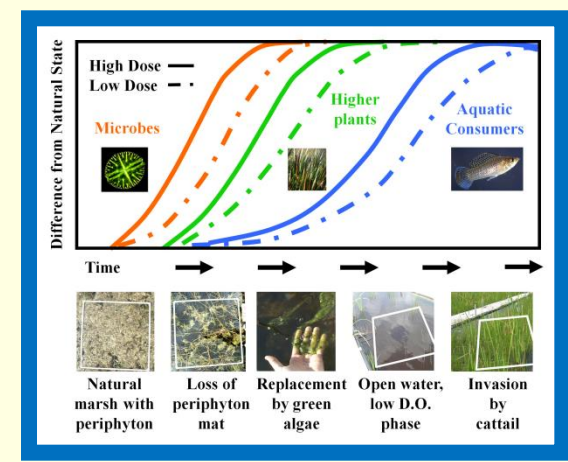 Difference from Natural State
High Dose
Low Dose
Microbes
Higher
plants
Aquatic
Consumers
Time
Natural
marsh with
periphyton
Loss of
periphyton
mat
Replacement
by green
algae
Open water,
low D.O.
phase
Invasion
by
cattail